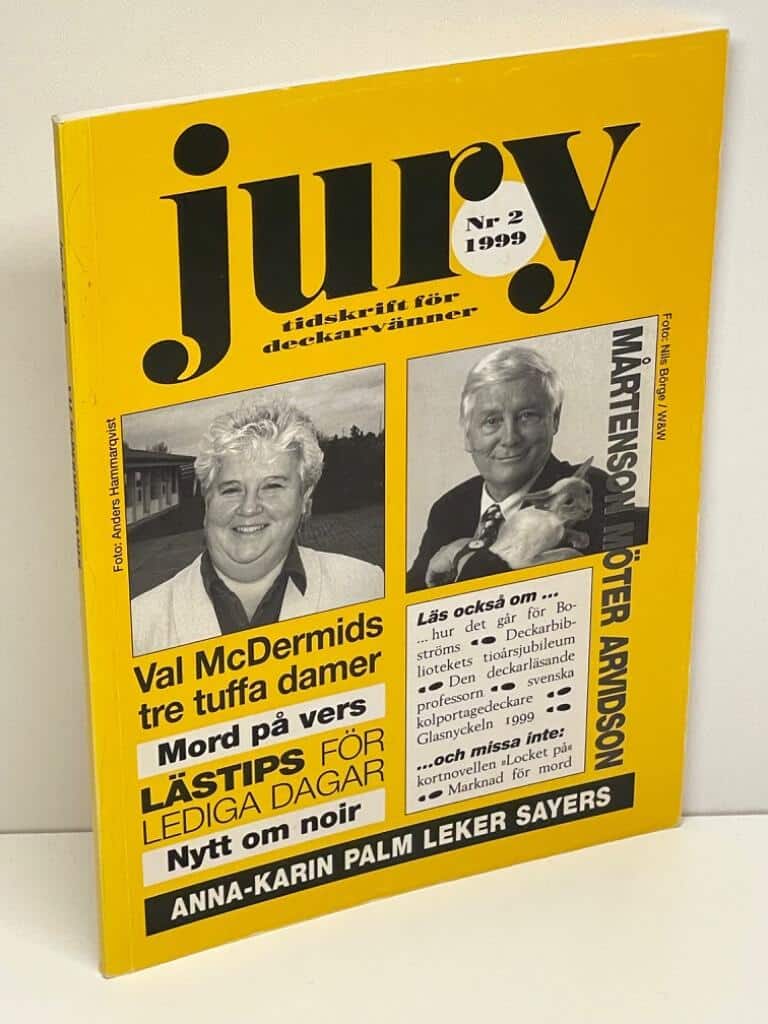 jury
Nr 2
1999
tidskrift för
deckarvänner
Foto: Anders Hammarqvist
Foto: Nils Börge / W&W
MÅRTENSON MÖTER ARVIDSON
Val McDermids
tre tuffa damer
Mord på vers
LÄSTIPS FÖR
LEDIGA DAGAR
Nytt om noir
Läs också om ...
... hur det går för Bo-
ströms Deckarbib-
liotekets tioårsjubileum
Den deckarläsande
professorn svenska
kolportagedeckare
Glasnyckeln 1999
...och missa inte:
kortnovellen »Locket på«
Marknad för mord
ANNA-KARIN PALM LEKER SAYERS